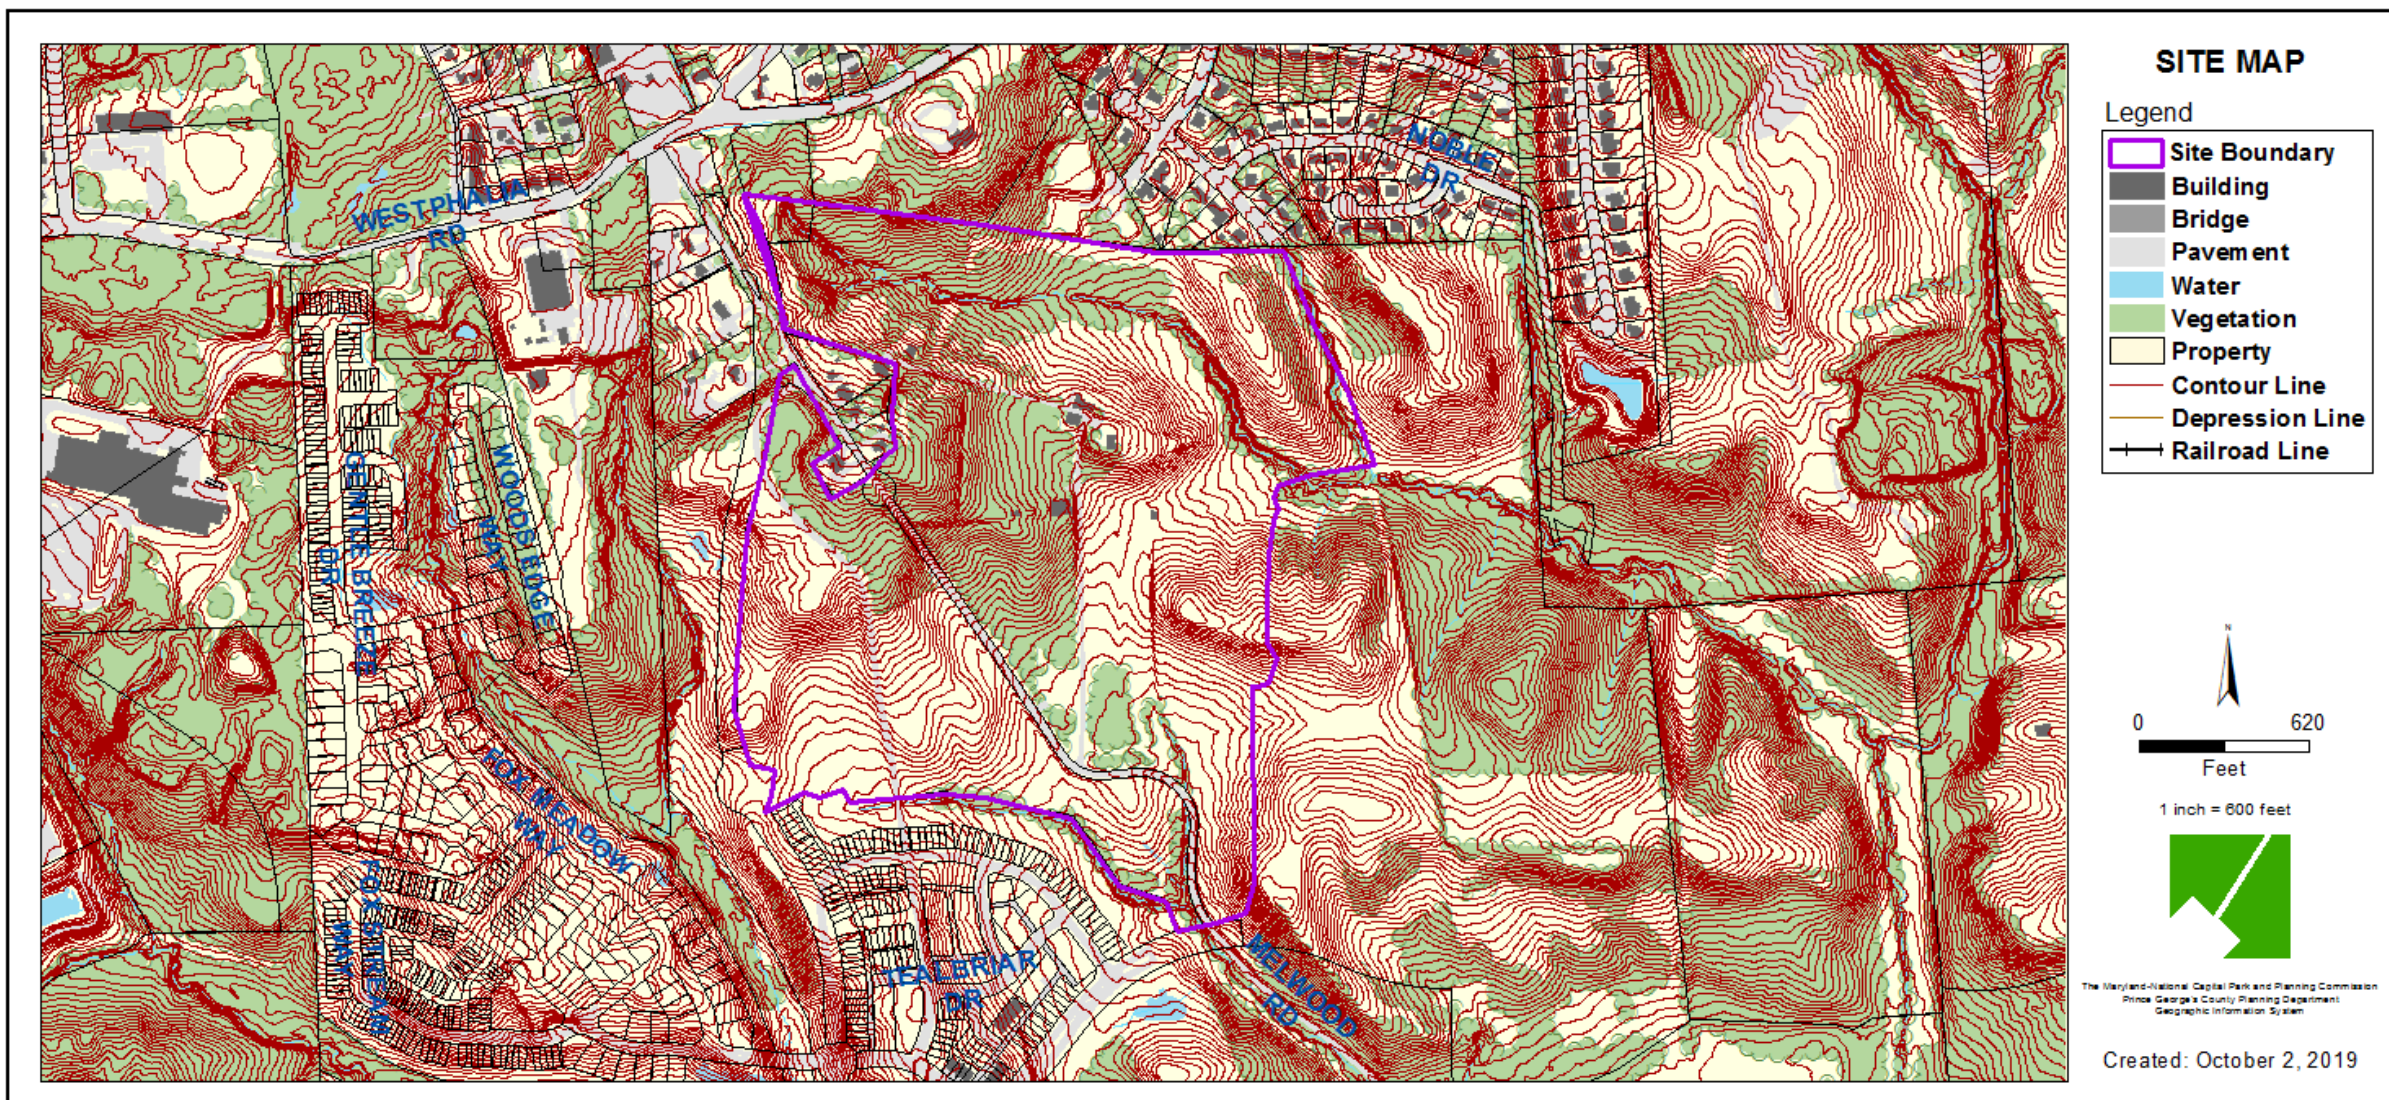 SITE MAP
Legend
Site Boundary
Building
Bridge
Pavement
Water
Vegetation
Property
Contour Line
Depression Line
Railroad Line
N
0 620
Feet
1 inch = 600 feet
The Maryland-National Capital Park and Planning Commission
Prince George's County Planning Department
Geographic Information System
Created: October 2, 2019
WESTPHALIA
RD
NOBLE
DR
GENTLE BREEZE
DR
WOODS EDGE
WAY
FOX MEADOW
WAY
FOX STREAM
WAY
TEALBRIAR
DR
MELWOOD
RD